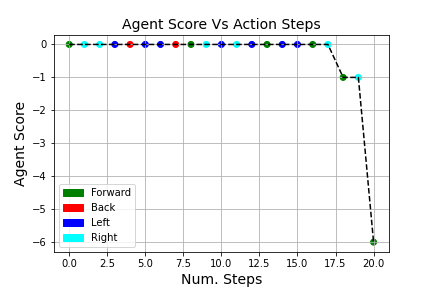 Agent Score Vs Action Steps
Agent Score
0
−1
−2
−3
−4
−5
−6
Forward
Back
Left
Right
0.0 2.5 5.0 7.5 10.0 12.5 15.0 17.5 20.0
Num. Steps